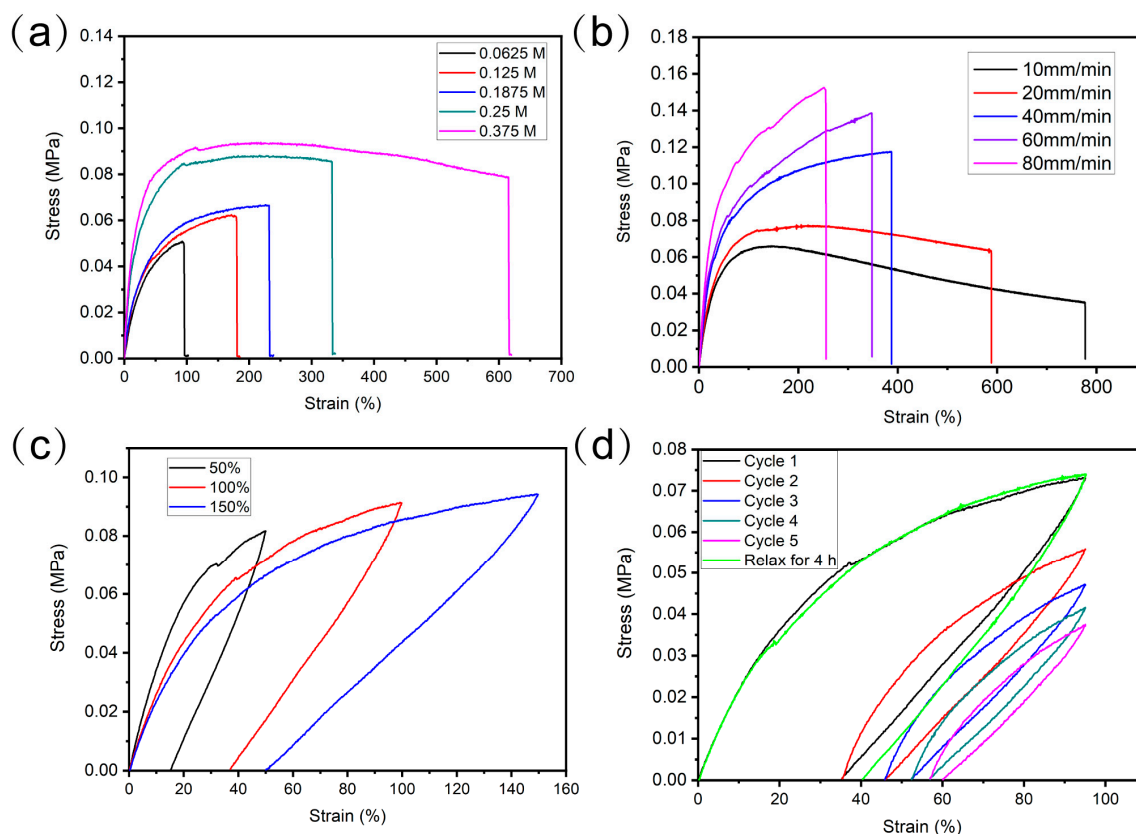 (a)
0.14
0.12
0.10
0.08
0.06
0.04
0.02
0.00
Stress (MPa)
0.0625 M
0.125 M
0.1875 M
0.25 M
0.375 M
0 100 200 300 400 500 600 700
Strain (%)
(b)
0.18
0.16
0.14
0.12
0.10
0.08
0.06
0.04
0.02
0.00
Stress (MPa)
10mm/min
20mm/min
40mm/min
60mm/min
80mm/min
0 200 400 600 800
Strain (%)
(c)
0.10
0.08
0.06
0.04
0.02
0.00
Stress (MPa)
50%
100%
150%
0 20 40 60 80 100 120 140 160
Strain (%)
(d)
0.08
0.07
0.06
0.05
0.04
0.03
0.02
0.01
0.00
Stress (MPa)
Cycle 1
Cycle 2
Cycle 3
Cycle 4
Cycle 5
Relax for 4 h
0 20 40 60 80 100
Strain (%)